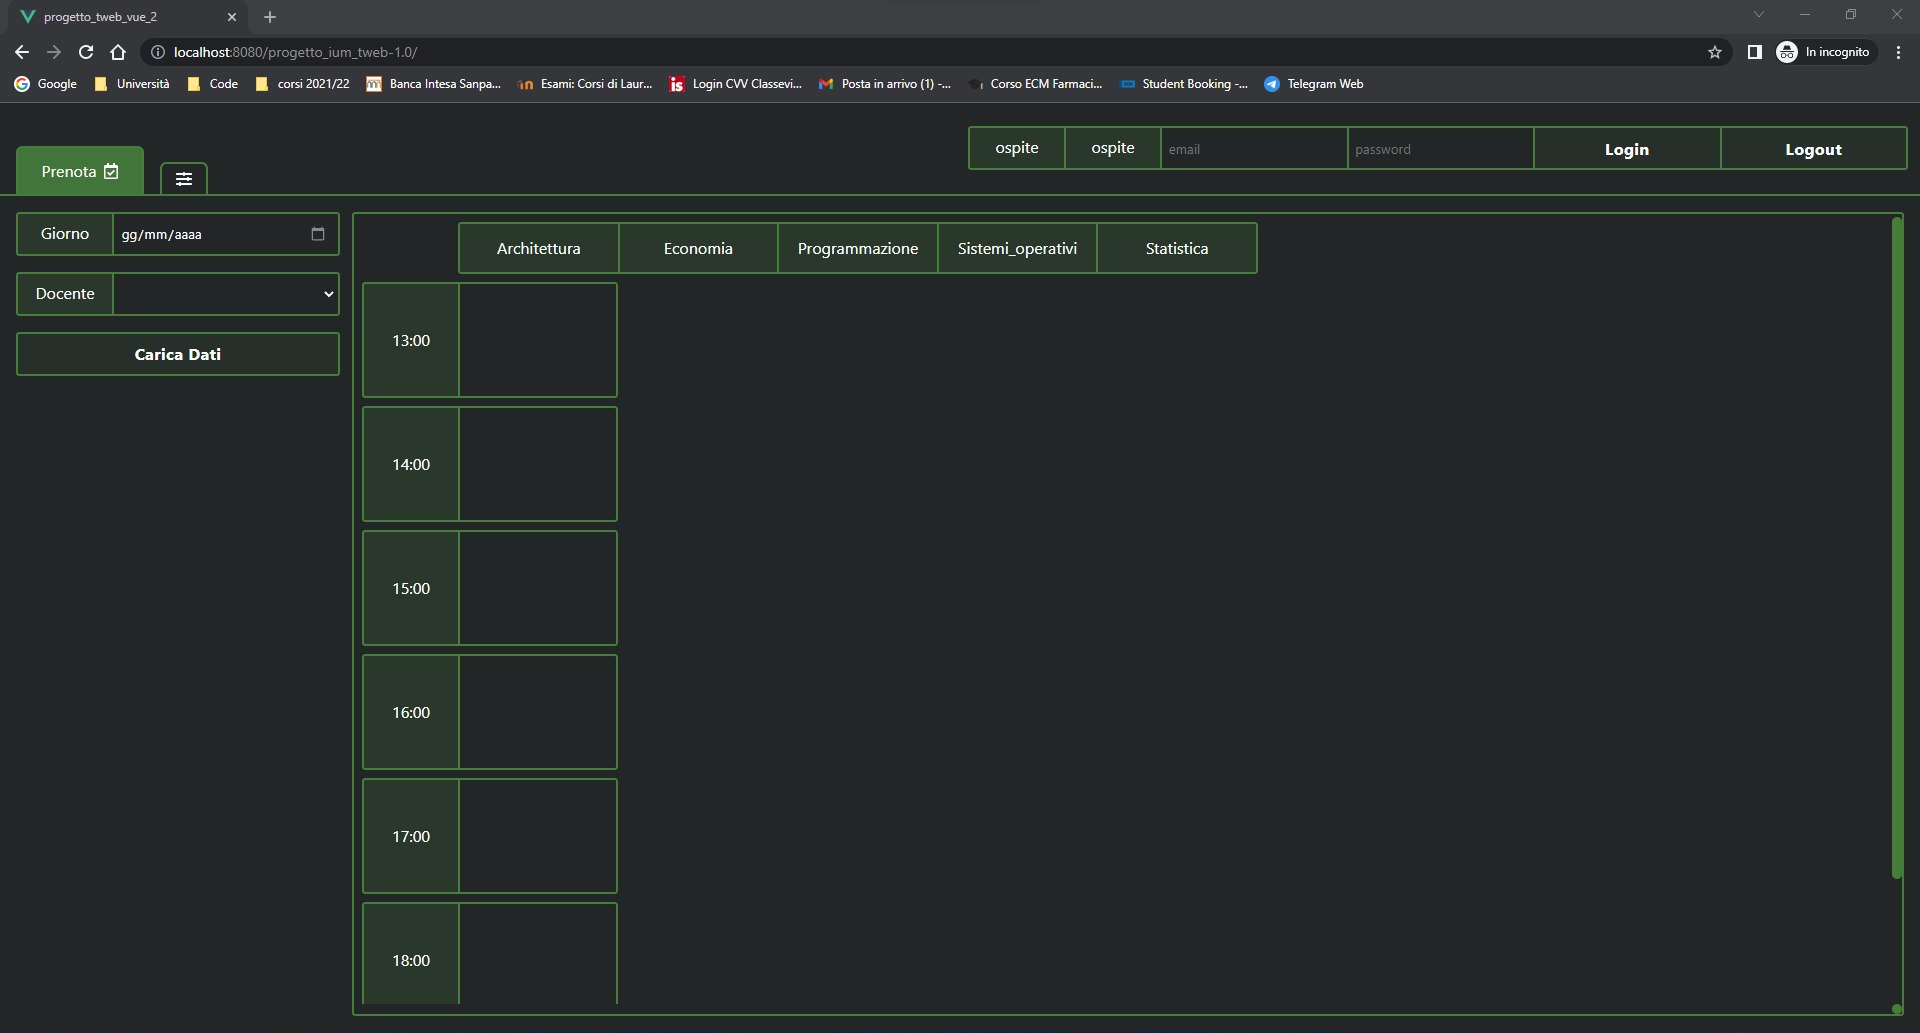 progetto_tweb_vue_2
localhost:8080/progetto_ium_tweb-1.0/
In incognito
Google Università Code corsi 2021/22 Banca Intesa Sanpa... Esami: Corsi di Laur... Login CVV Classevi... Posta in arrivo (1) -... Corso ECM Farmaci... Student Booking -... Telegram Web
ospite ospite email password Login Logout
Prenota
Giorno gg/mm/aaaa
Docente
Carica Dati
Architettura Economia Programmazione Sistemi_operativi Statistica
13:00
14:00
15:00
16:00
17:00
18:00